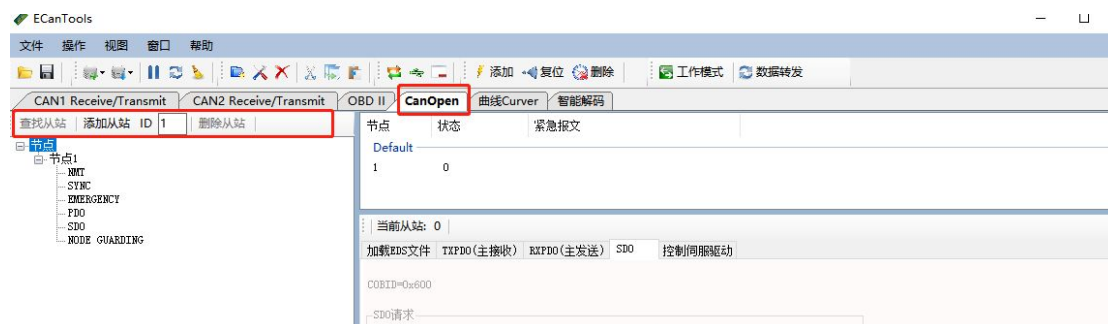 ECanTools
文件 操作 视图 窗口 帮助
添加 复位 删除 工作模式 数据转发
CAN1 Receive/Transmit CAN2 Receive/Transmit OBD II CanOpen 曲线Curver 智能解码
查找从站 添加从站 ID 1 删除从站
节点
节点1
NMT
SYNC
EMERGENCY
PDO
SDO
NODE GUARDING
节点 状态 紧急报文
Default
1 0
当前从站: 0
加载EDS文件 TXPDO(主接收) RXPDO(主发送) SDO 控制伺服驱动
COBID=0x600
SDO请求